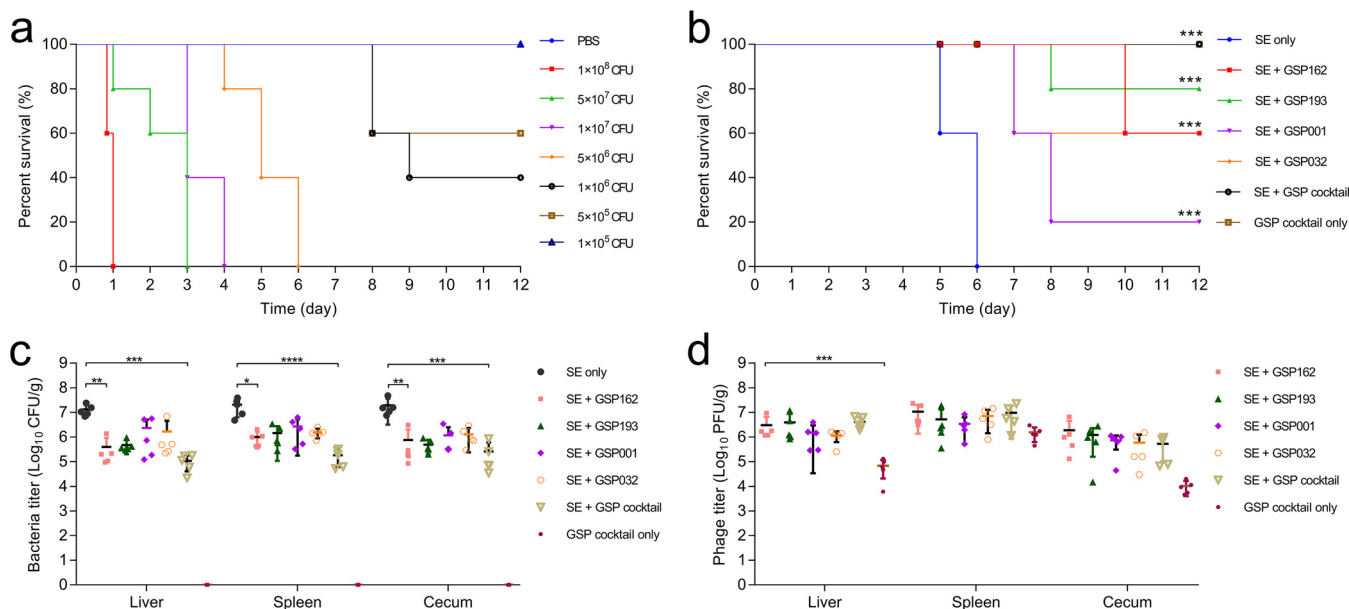 a
Percent survival (%)
100
80
60
40
20
0
0 1 2 3 4 5 6 7 8 9 10 11 12
Time (day)
PBS
1×10⁸ CFU
5×10⁷ CFU
1×10⁷ CFU
5×10⁶ CFU
1×10⁶ CFU
5×10⁵ CFU
1×10⁵ CFU
b
Percent survival (%)
100
80
60
40
20
0
0 1 2 3 4 5 6 7 8 9 10 11 12
Time (day)
***
***
***
***
SE only
SE + GSP162
SE + GSP193
SE + GSP001
SE + GSP032
SE + GSP cocktail
GSP cocktail only
c
Bacteria titer (Log₁₀ CFU/g)
9
8
7
6
5
4
3
2
1
0
*** **** ***
** * **
Liver Spleen Cecum
SE only
SE + GSP162
SE + GSP193
SE + GSP001
SE + GSP032
SE + GSP cocktail
GSP cocktail only
d
Phage titer (Log₁₀ PFU/g)
9
8
7
6
5
4
3
2
1
0
***
Liver Spleen Cecum
SE + GSP162
SE + GSP193
SE + GSP001
SE + GSP032
SE + GSP cocktail
GSP cocktail only